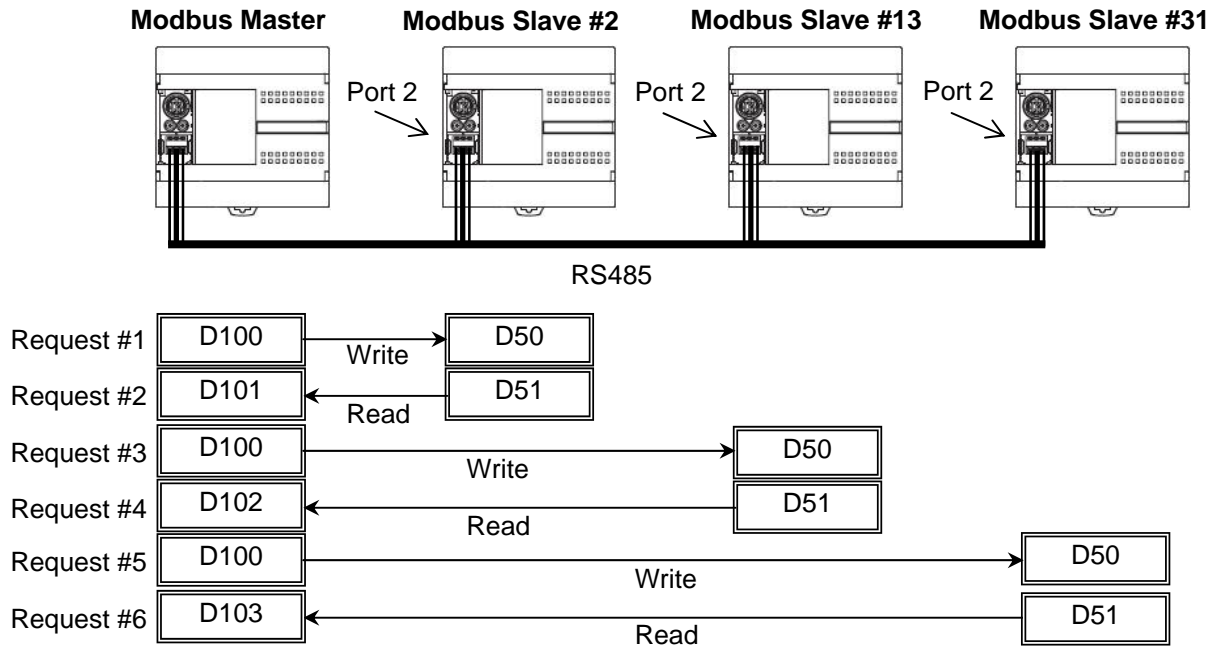 Modbus Master Modbus Slave #2 Modbus Slave #13 Modbus Slave #31
Port 2 Port 2 Port 2
RS485
Request #1 D100 Write D50
Request #2 D101 Read D51
Request #3 D100 Write D50
Request #4 D102 Read D51
Request #5 D100 Write D50
Request #6 D103 Read D51